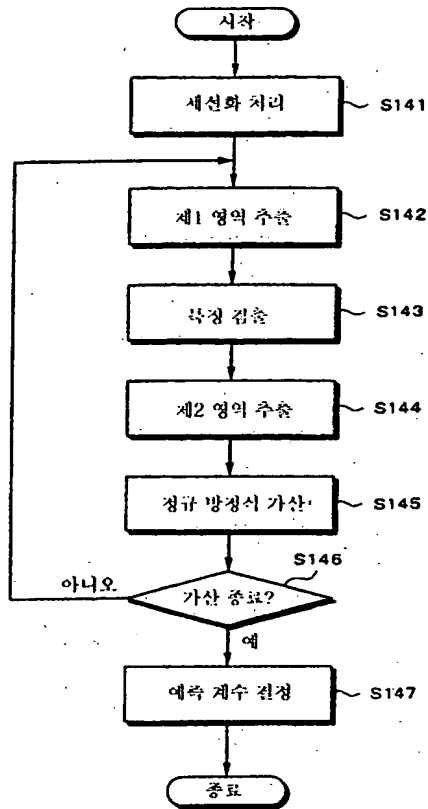 시작
세선화 처리
S141
제1 영역 추출
S142
특징 검출
S143
제2 영역 추출
S144
정규 방정식 가산
S145
S146
아니오
가산 종료?
예
예측 계수 결정
S147
종료